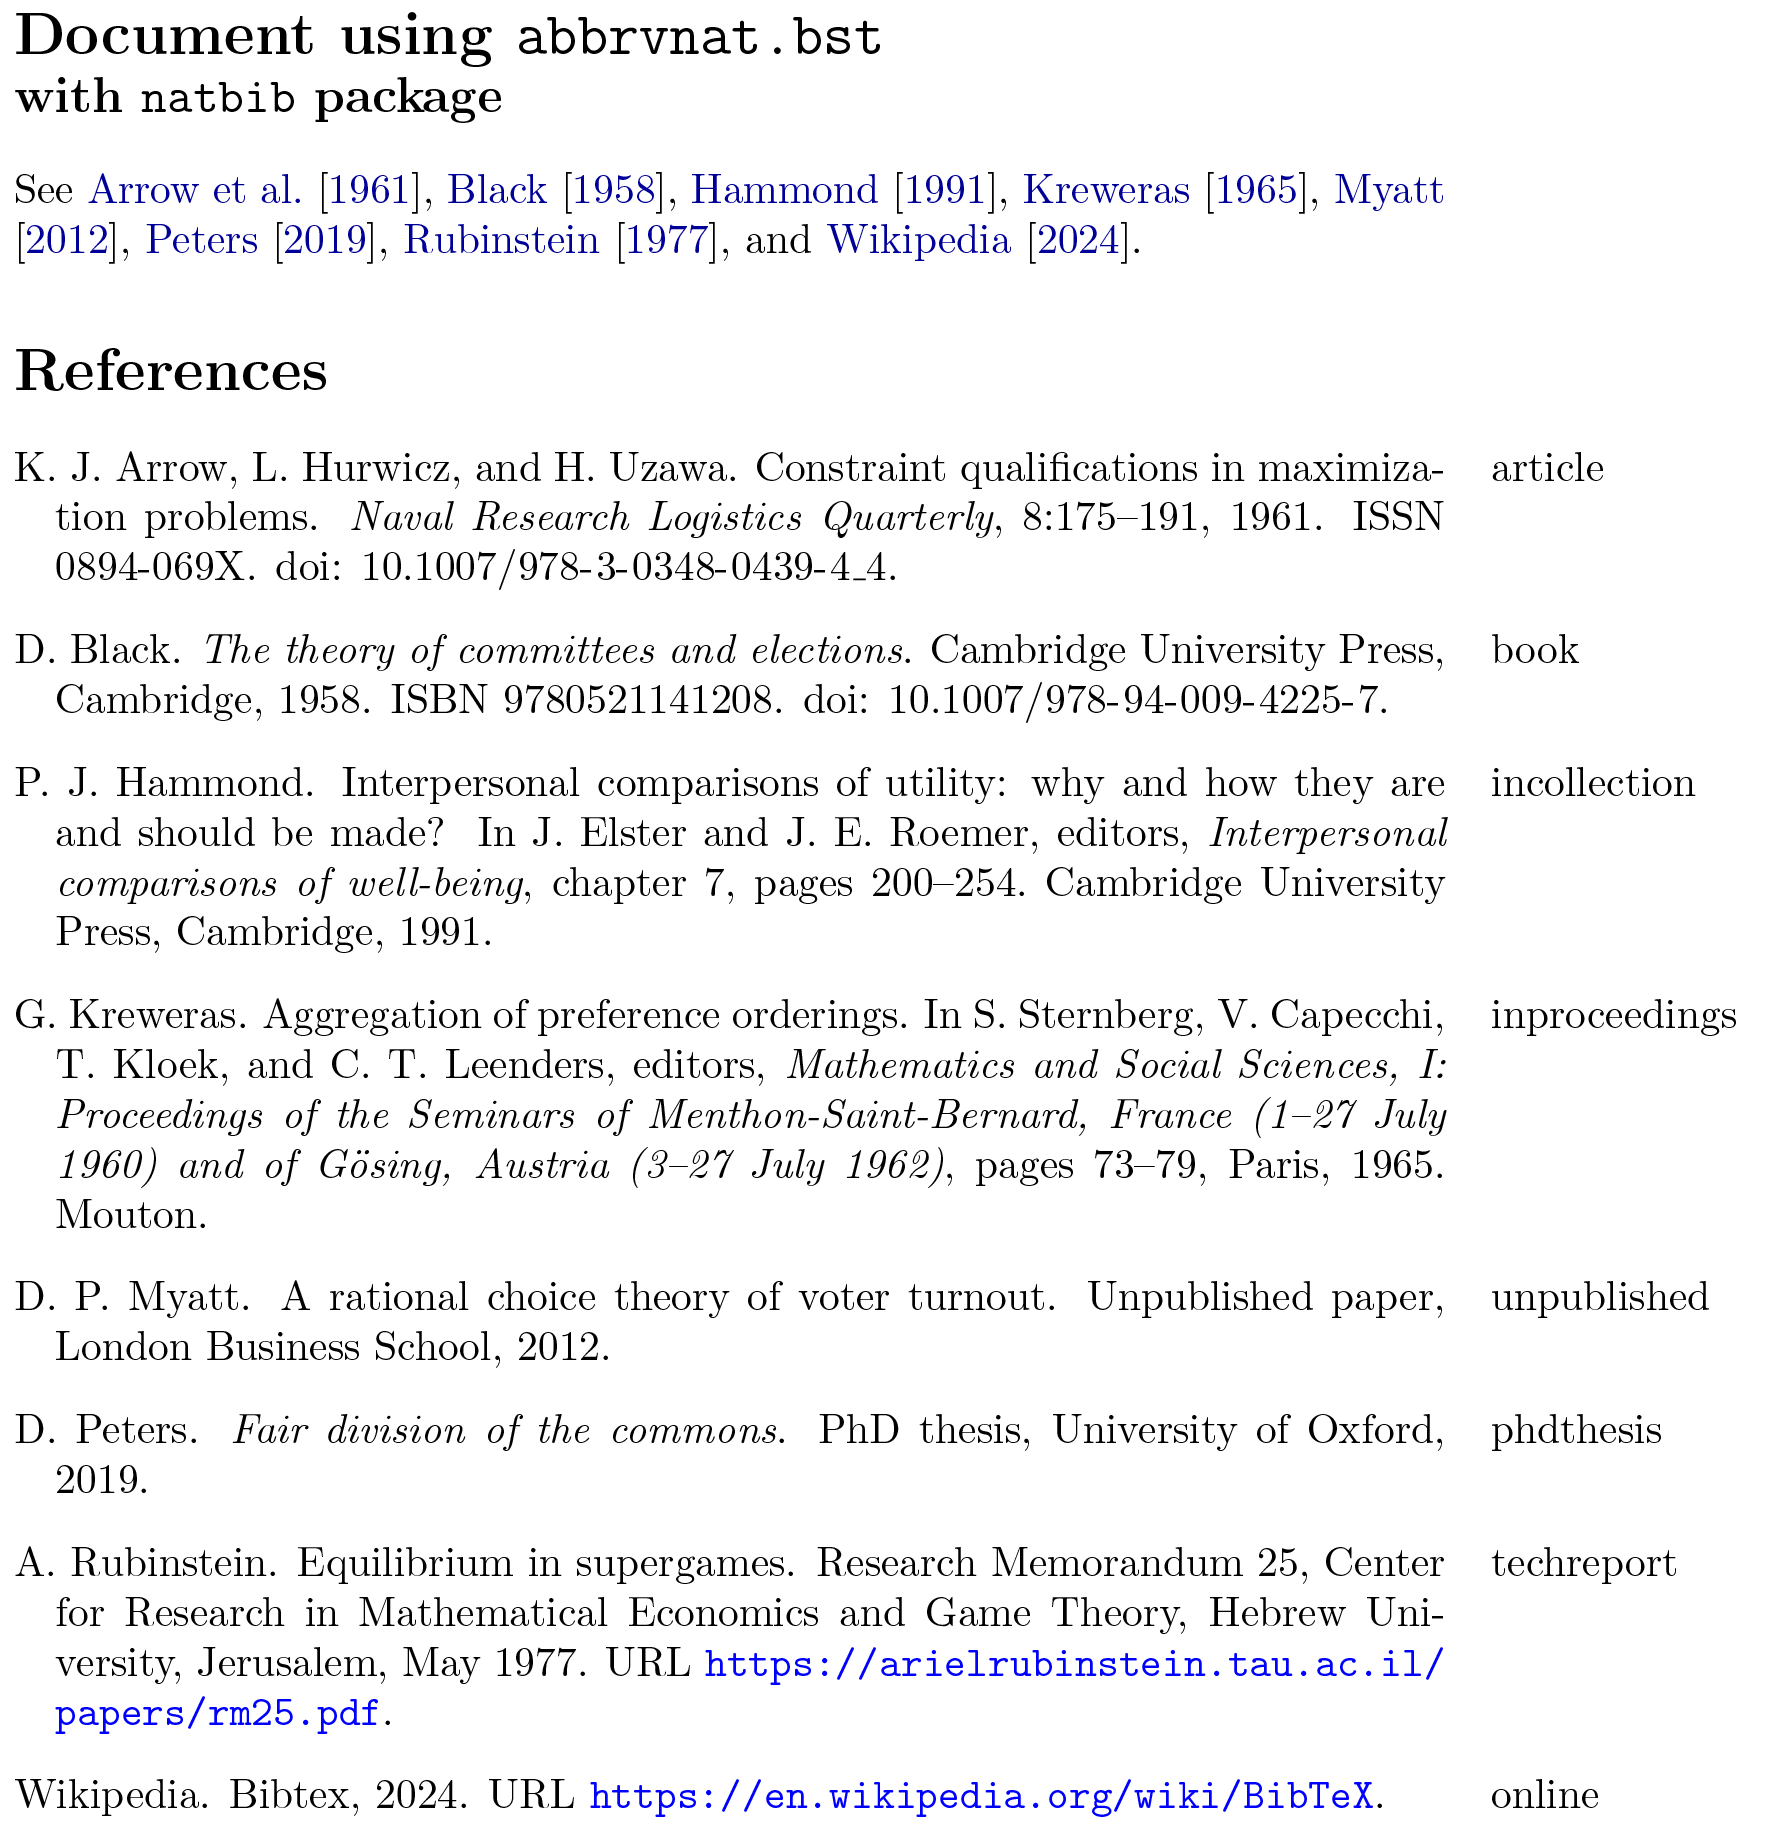 Document using abbrvnat.bst
with natbib package
See Arrow et al. [1961], Black [1958], Hammond [1991], Kreweras [1965], Myatt
[2012], Peters [2019], Rubinstein [1977], and Wikipedia [2024].
References
K. J. Arrow, L. Hurwicz, and H. Uzawa. Constraint qualifications in maximiza- article
tion problems. Naval Research Logistics Quarterly, 8:175–191, 1961. ISSN
0894-069X. doi: 10.1007/978-3-0348-0439-4_4.
D. Black. The theory of committees and elections. Cambridge University Press, book
Cambridge, 1958. ISBN 9780521141208. doi: 10.1007/978-94-009-4225-7.
P. J. Hammond. Interpersonal comparisons of utility: why and how they are incollection
and should be made? In J. Elster and J. E. Roemer, editors, Interpersonal
comparisons of well-being, chapter 7, pages 200–254. Cambridge University
Press, Cambridge, 1991.
G. Kreweras. Aggregation of preference orderings. In S. Sternberg, V. Capecchi, inproceedings
T. Kloek, and C. T. Leenders, editors, Mathematics and Social Sciences, I:
Proceedings of the Seminars of Menthon-Saint-Bernard, France (1–27 July
1960) and of Gösing, Austria (3–27 July 1962), pages 73–79, Paris, 1965.
Mouton.
D. P. Myatt. A rational choice theory of voter turnout. Unpublished paper, unpublished
London Business School, 2012.
D. Peters. Fair division of the commons. PhD thesis, University of Oxford, phdthesis
2019.
A. Rubinstein. Equilibrium in supergames. Research Memorandum 25, Center techreport
for Research in Mathematical Economics and Game Theory, Hebrew Uni-
versity, Jerusalem, May 1977. URL https://arielrubinstein.tau.ac.il/
papers/rm25.pdf.
Wikipedia. Bibtex, 2024. URL https://en.wikipedia.org/wiki/BibTeX. online